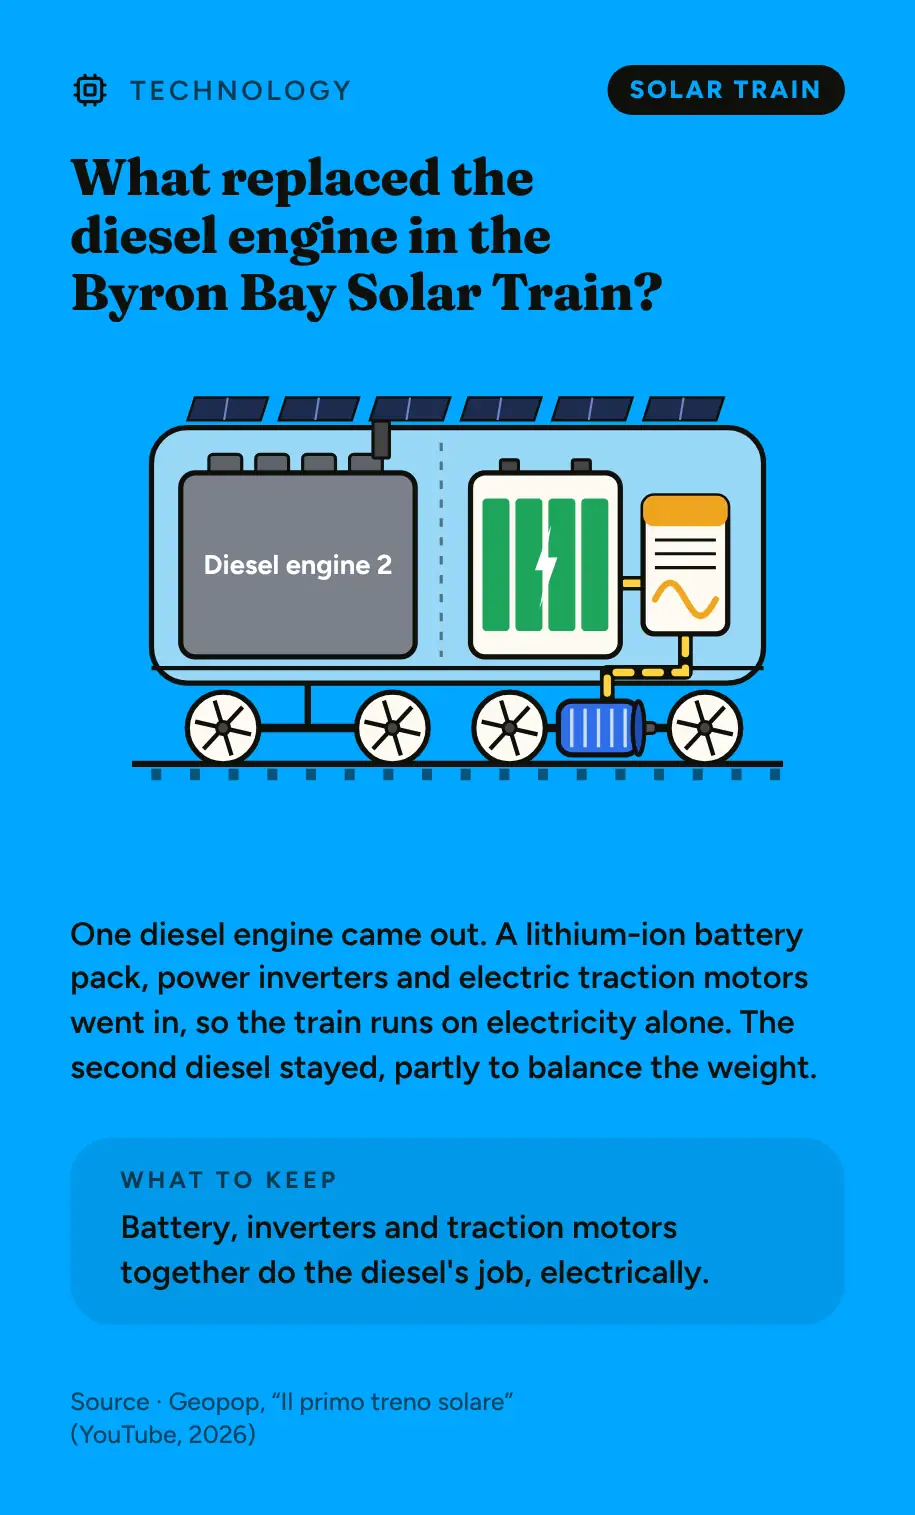 TECHNOLOGY
SOLAR TRAIN
What replaced the
diesel engine in the
Byron Bay Solar Train?
Diesel engine 2
One diesel engine came out. A lithium-ion battery
pack, power inverters and electric traction motors
went in, so the train runs on electricity alone. The
second diesel stayed, partly to balance the weight.
WHAT TO KEEP
Battery, inverters and traction motors
together do the diesel's job, electrically.
Source · Geopop, “Il primo treno solare”
(YouTube, 2026)